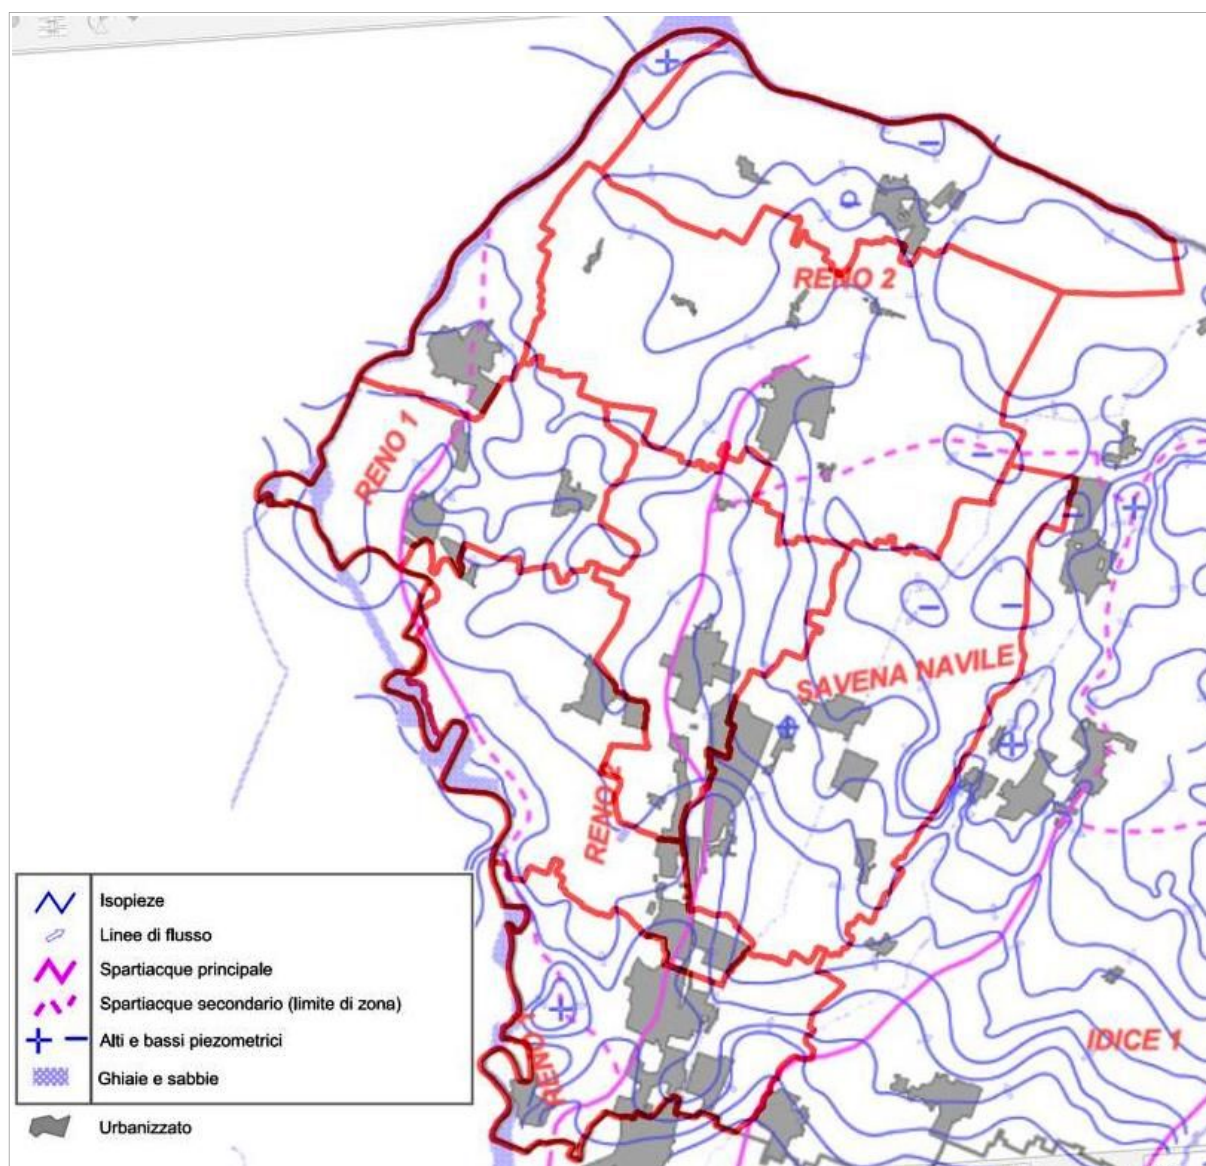 RENO 2
RENO 1
SAVENA NAVILE
RENO
IDICE 1
RENO
Isopieze
Linee di flusso
Spartiacque principale
Spartiacque secondario (limite di zona)
Alti e bassi piezometrici
Ghiaie e sabbie
Urbanizzato